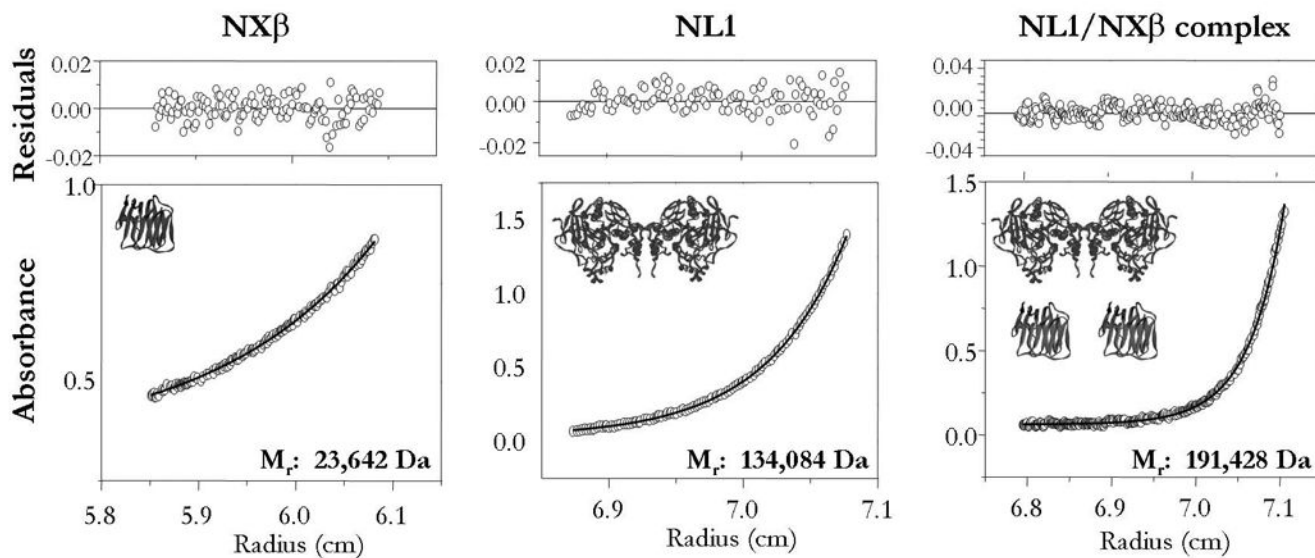 NXβ
NL1
NL1/NXβ complex
Residuals
0.02
0.00
-0.02
0.02
0.00
-0.02
0.04
0.00
-0.04
Absorbance
1.0
0.5
1.5
1.0
0.5
0.0
1.5
1.0
0.5
0.0
Mr: 23,642 Da
Mr: 134,084 Da
Mr: 191,428 Da
5.8 5.9 6.0 6.1
6.9 7.0 7.1
6.8 6.9 7.0 7.1
Radius (cm)
Radius (cm)
Radius (cm)